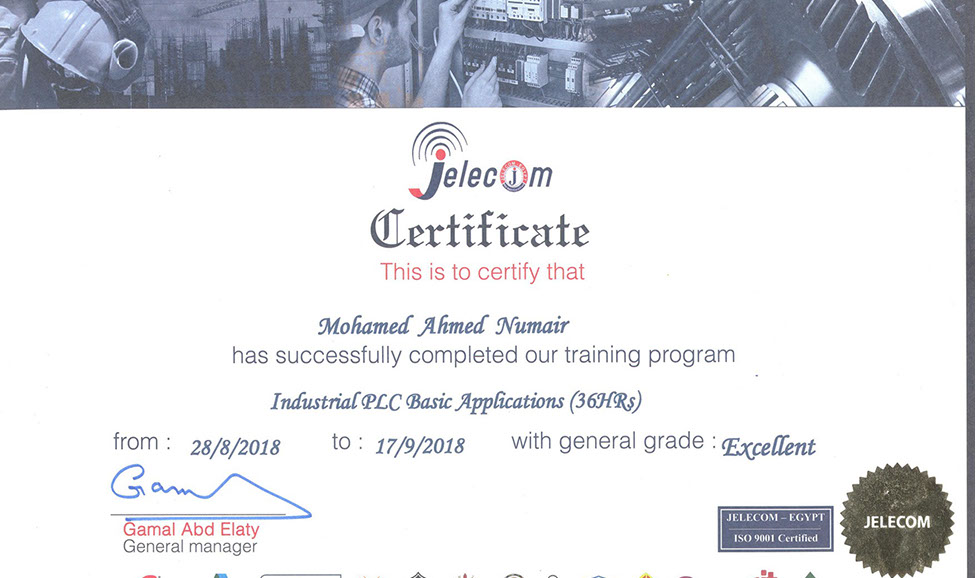 Jelecom
Certificate
This is to certify that
Mohamed Ahmed Numair
has successfully completed our training program
Industrial PLC Basic Applications (36HRs)
from : 28/8/2018 to : 17/9/2018 with general grade : Excellent
Gamal Abd Elaty
General manager
JELECOM – EGYPT
ISO 9001 Certified
JELECOM